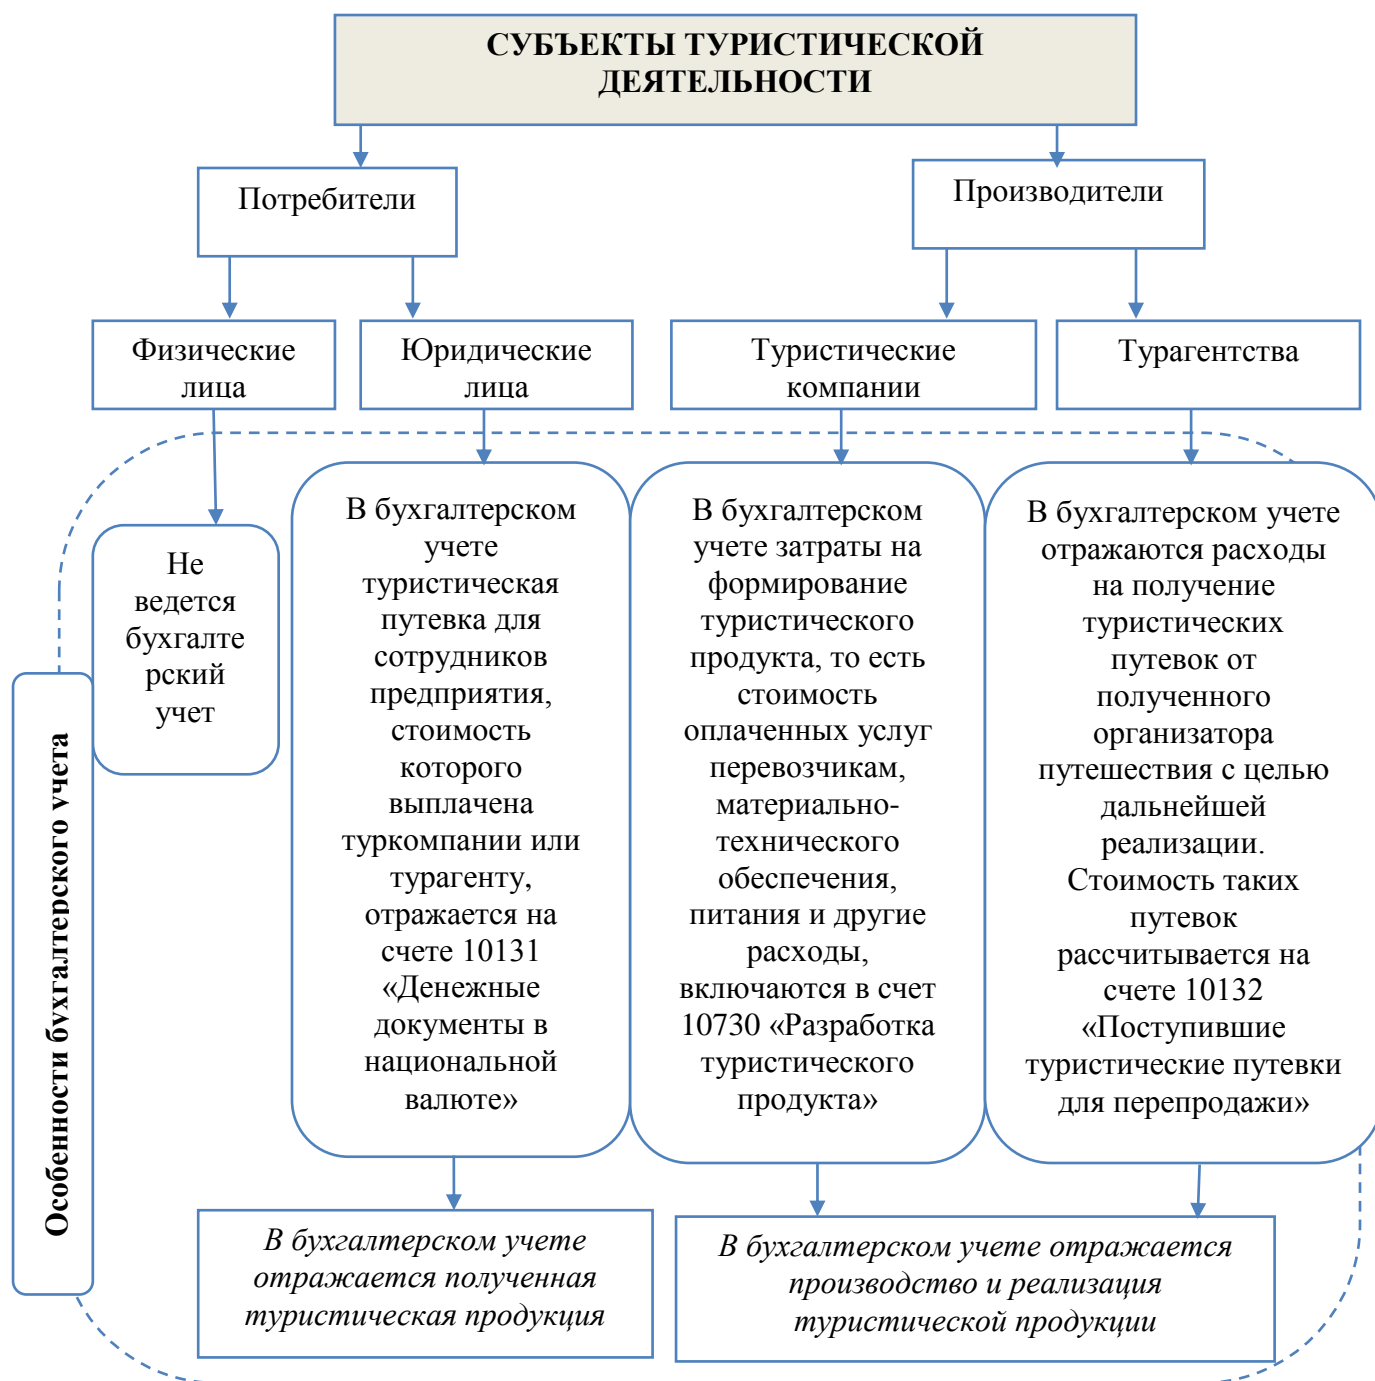 СУБЪЕКТЫ ТУРИСТИЧЕСКОЙ
ДЕЯТЕЛЬНОСТИ
Потребители
Производители
Физические
лица
Юридические
лица
Туристические
компании
Турагентства
Особенности бухгалтерского учета
Не
ведется
бухгалте
рский
учет
В бухгалтерском
учете
туристическая
путевка для
сотрудников
предприятия,
стоимость
которого
выплачена
туркомпании или
турагенту,
отражается на
счете 10131
«Денежные
документы в
национальной
валюте»
В бухгалтерском
учете затраты на
формирование
туристического
продукта, то есть
стоимость
оплаченных услуг
перевозчикам,
материально-
технического
обеспечения,
питания и другие
расходы,
включаются в счет
10730 «Разработка
туристического
продукта»
В бухгалтерском учете
отражаются расходы
на получение
туристических
путевок от
полученного
организатора
путешествия с целью
дальнейшей
реализации.
Стоимость таких
путевок
рассчитывается на
счете 10132
«Поступившие
туристические путевки
для перепродажи»
В бухгалтерском учете
отражается полученная
туристическая продукция
В бухгалтерском учете отражается
производство и реализация
туристической продукции